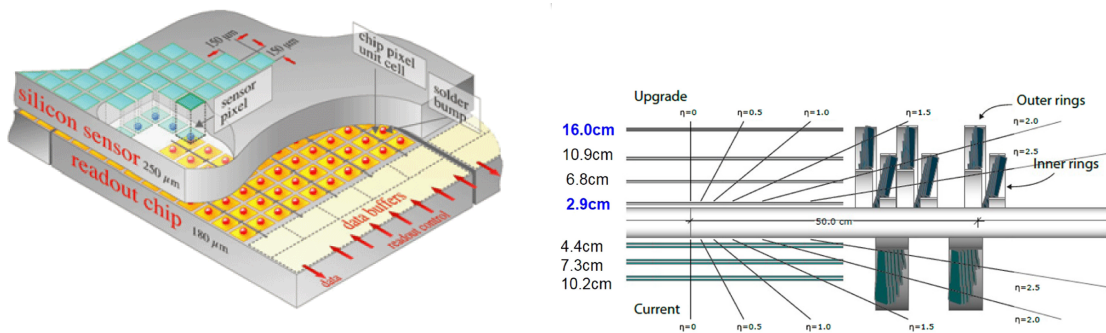 150 µm
150 µm
chip pixel
unit cell
sensor
pixel
solder
bump
silicon sensor
250 µm
readout chip
180 µm
data buffers
readout control
data
Upgrade
η=0
η=0.5
η=1.0
η=1.5
Outer rings
η=2.0
16.0cm
10.9cm
η=2.5
Inner rings
6.8cm
2.9cm
50.0 cm
4.4cm
7.3cm
10.2cm
η=2.5
Current
η=0
η=0.5
η=1.0
η=1.5
η=2.0